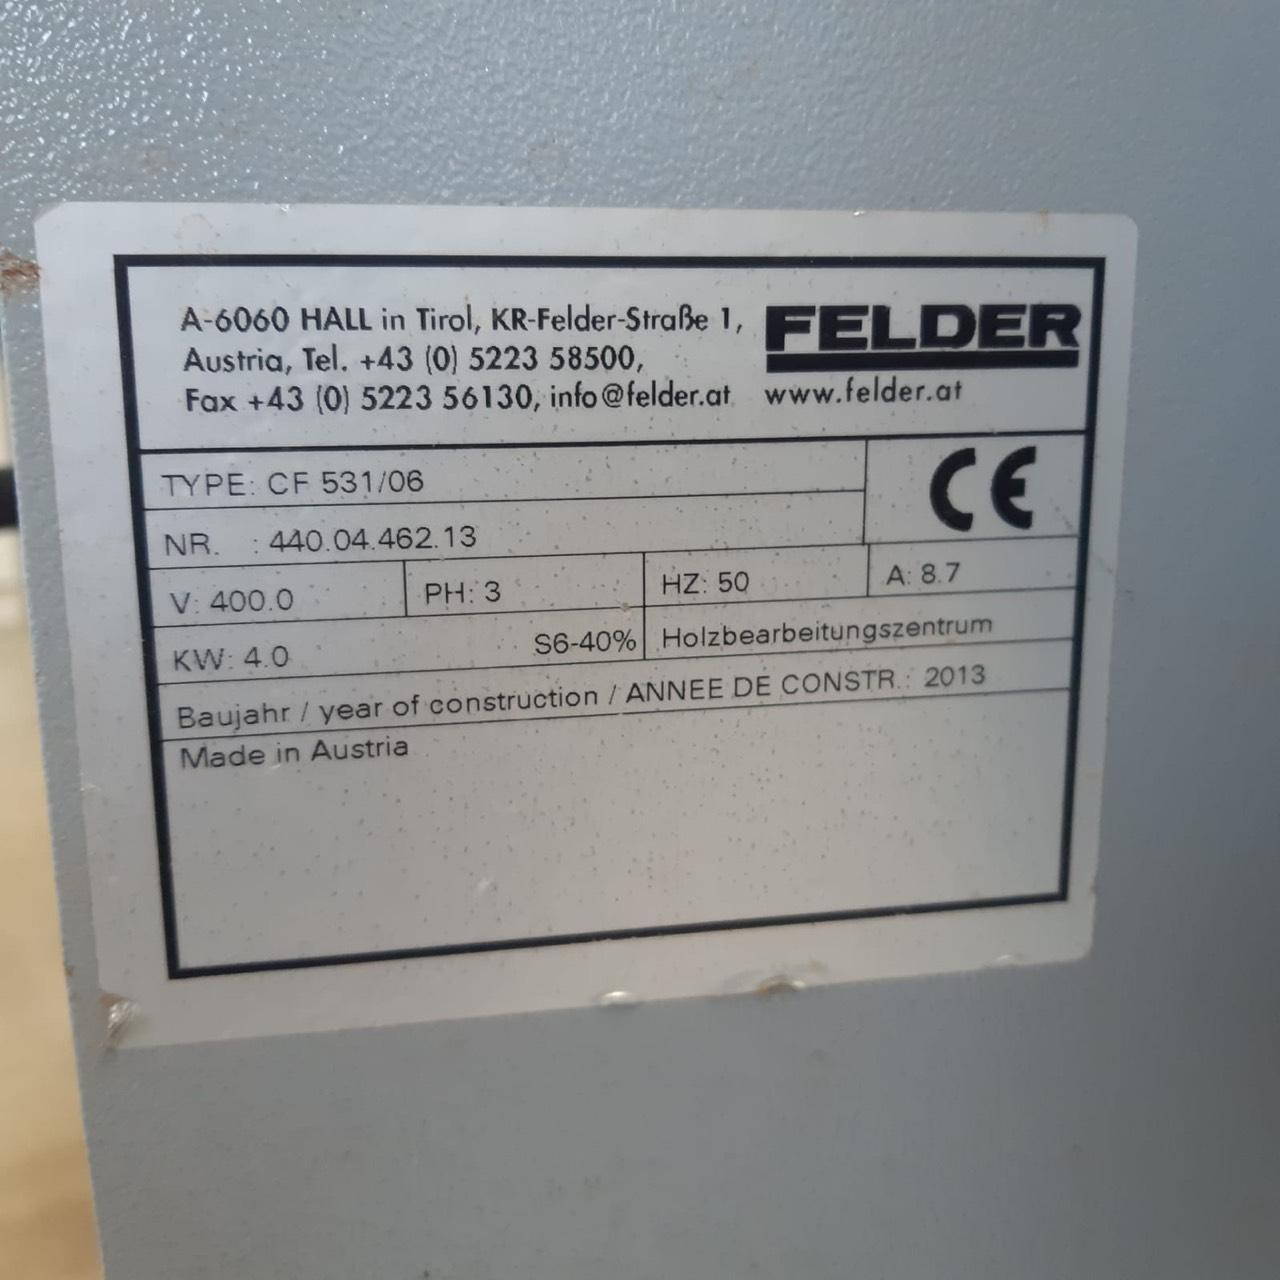 A-6060 HALL in Tirol, KR-Felder-Straße 1,
Austria, Tel. +43 (0) 5223 58500,
Fax +43 (0) 5223 56130, info@felder.at
FELDER
www.felder.at
TYPE: CF 531/06
CE
NR. : 440.04.462.13
V: 400.0 PH: 3 HZ: 50 A: 8.7
KW: 4.0 S6-40% Holzbearbeitungszentrum
Baujahr / year of construction / ANNEE DE CONSTR.: 2013
Made in Austria